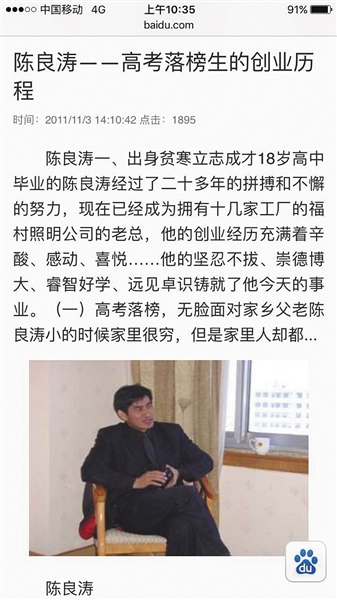 中国移动 4G 上午10:35 91%
baidu.com
陈良涛——高考落榜生的创业历
程
时间：2011/11/3 14:10:42 点击：1895
陈良涛一、出身贫寒立志成才18岁高中
毕业的陈良涛经过了二十多年的拼搏和不懈
的努力，现在已经成为拥有十几家工厂的福
村照明公司的老总，他的创业经历充满着辛
酸、感动、喜悦……他的坚忍不拔、崇德博
大、睿智好学、远见卓识铸就了他今天的事
业。（一）高考落榜，无脸面对家乡父老陈
良涛小的时候家里很穷，但是家里人却都...
du
陈良涛